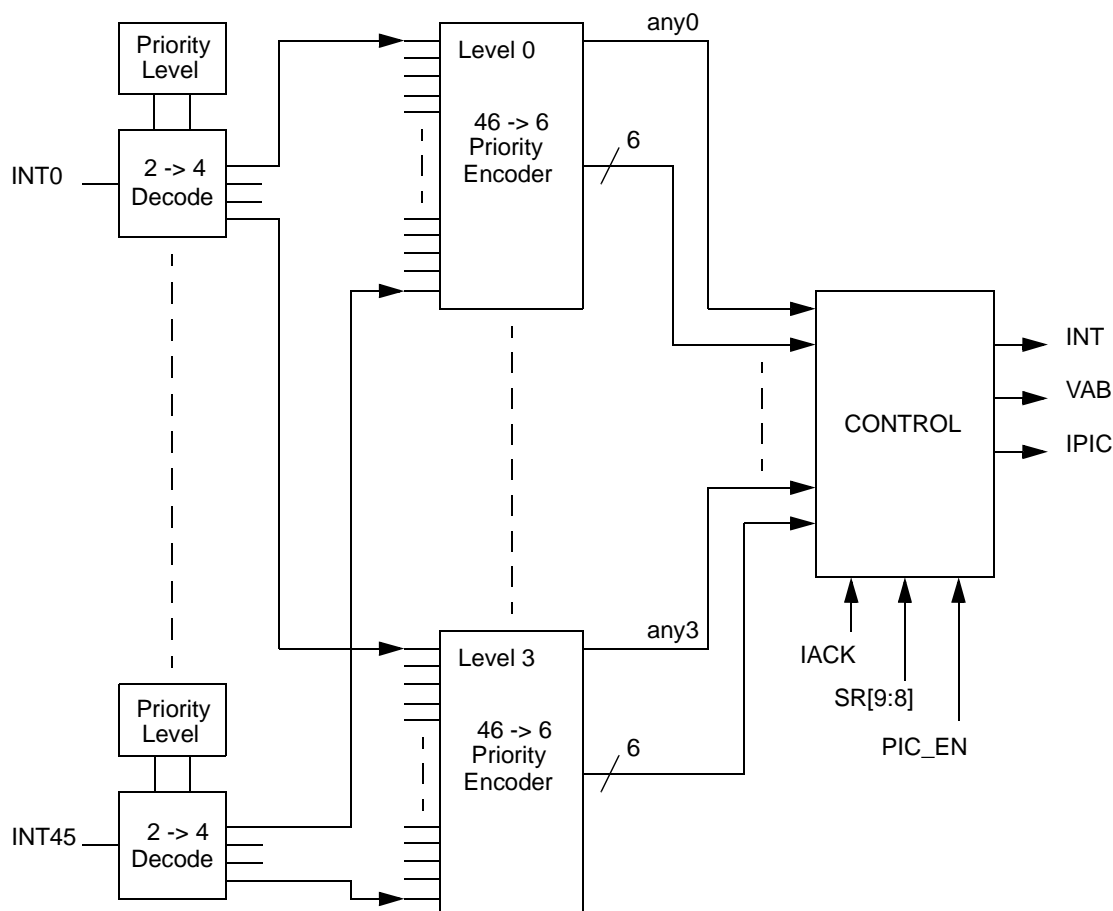 Priority
Level
INT0
2 -> 4
Decode
Level 0
46 -> 6
Priority
Encoder
any0
6
CONTROL
INT
VAB
IPIC
IACK
SR[9:8]
PIC_EN
Priority
Level
INT45
2 -> 4
Decode
Level 3
46 -> 6
Priority
Encoder
any3
6